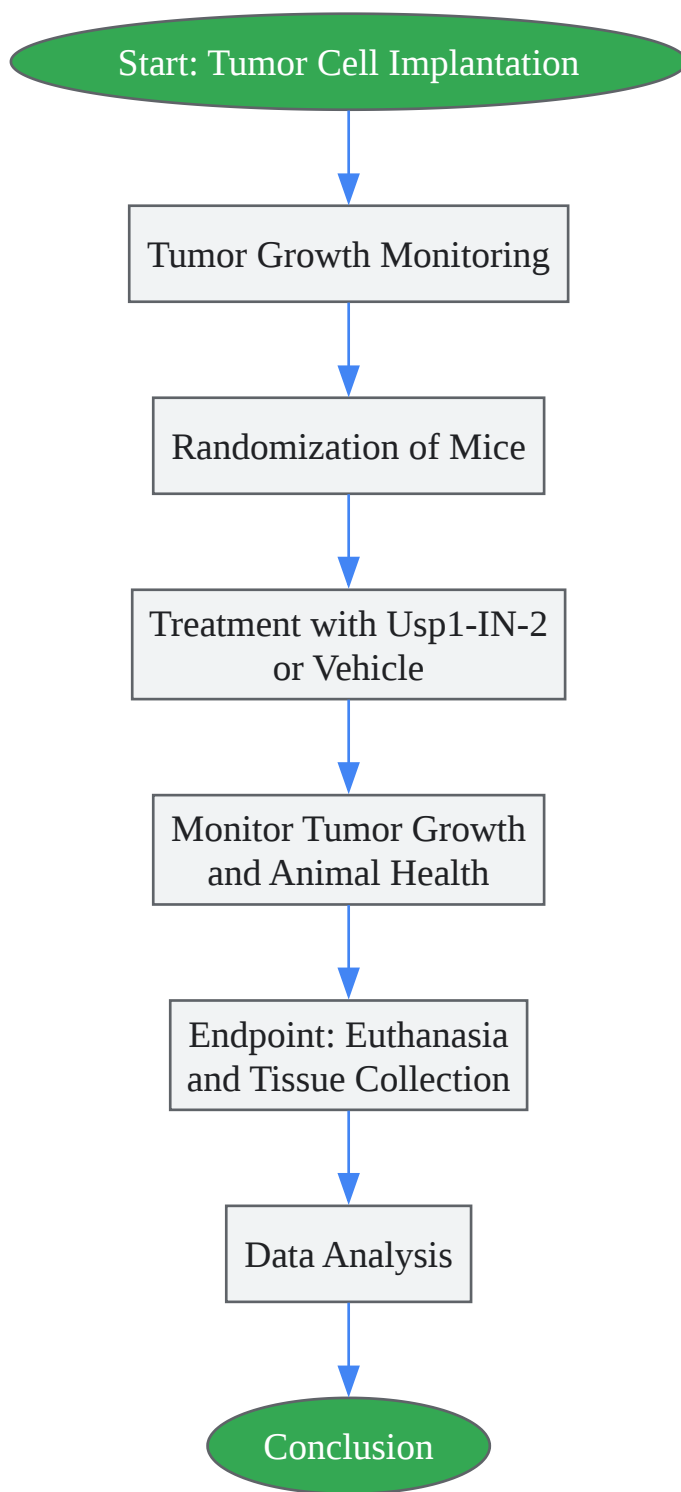 Start: Tumor Cell Implantation
Tumor Growth Monitoring
Randomization of Mice
Treatment with Usp1-IN-2
or Vehicle
Monitor Tumor Growth
and Animal Health
Endpoint: Euthanasia
and Tissue Collection
Data Analysis
Conclusion